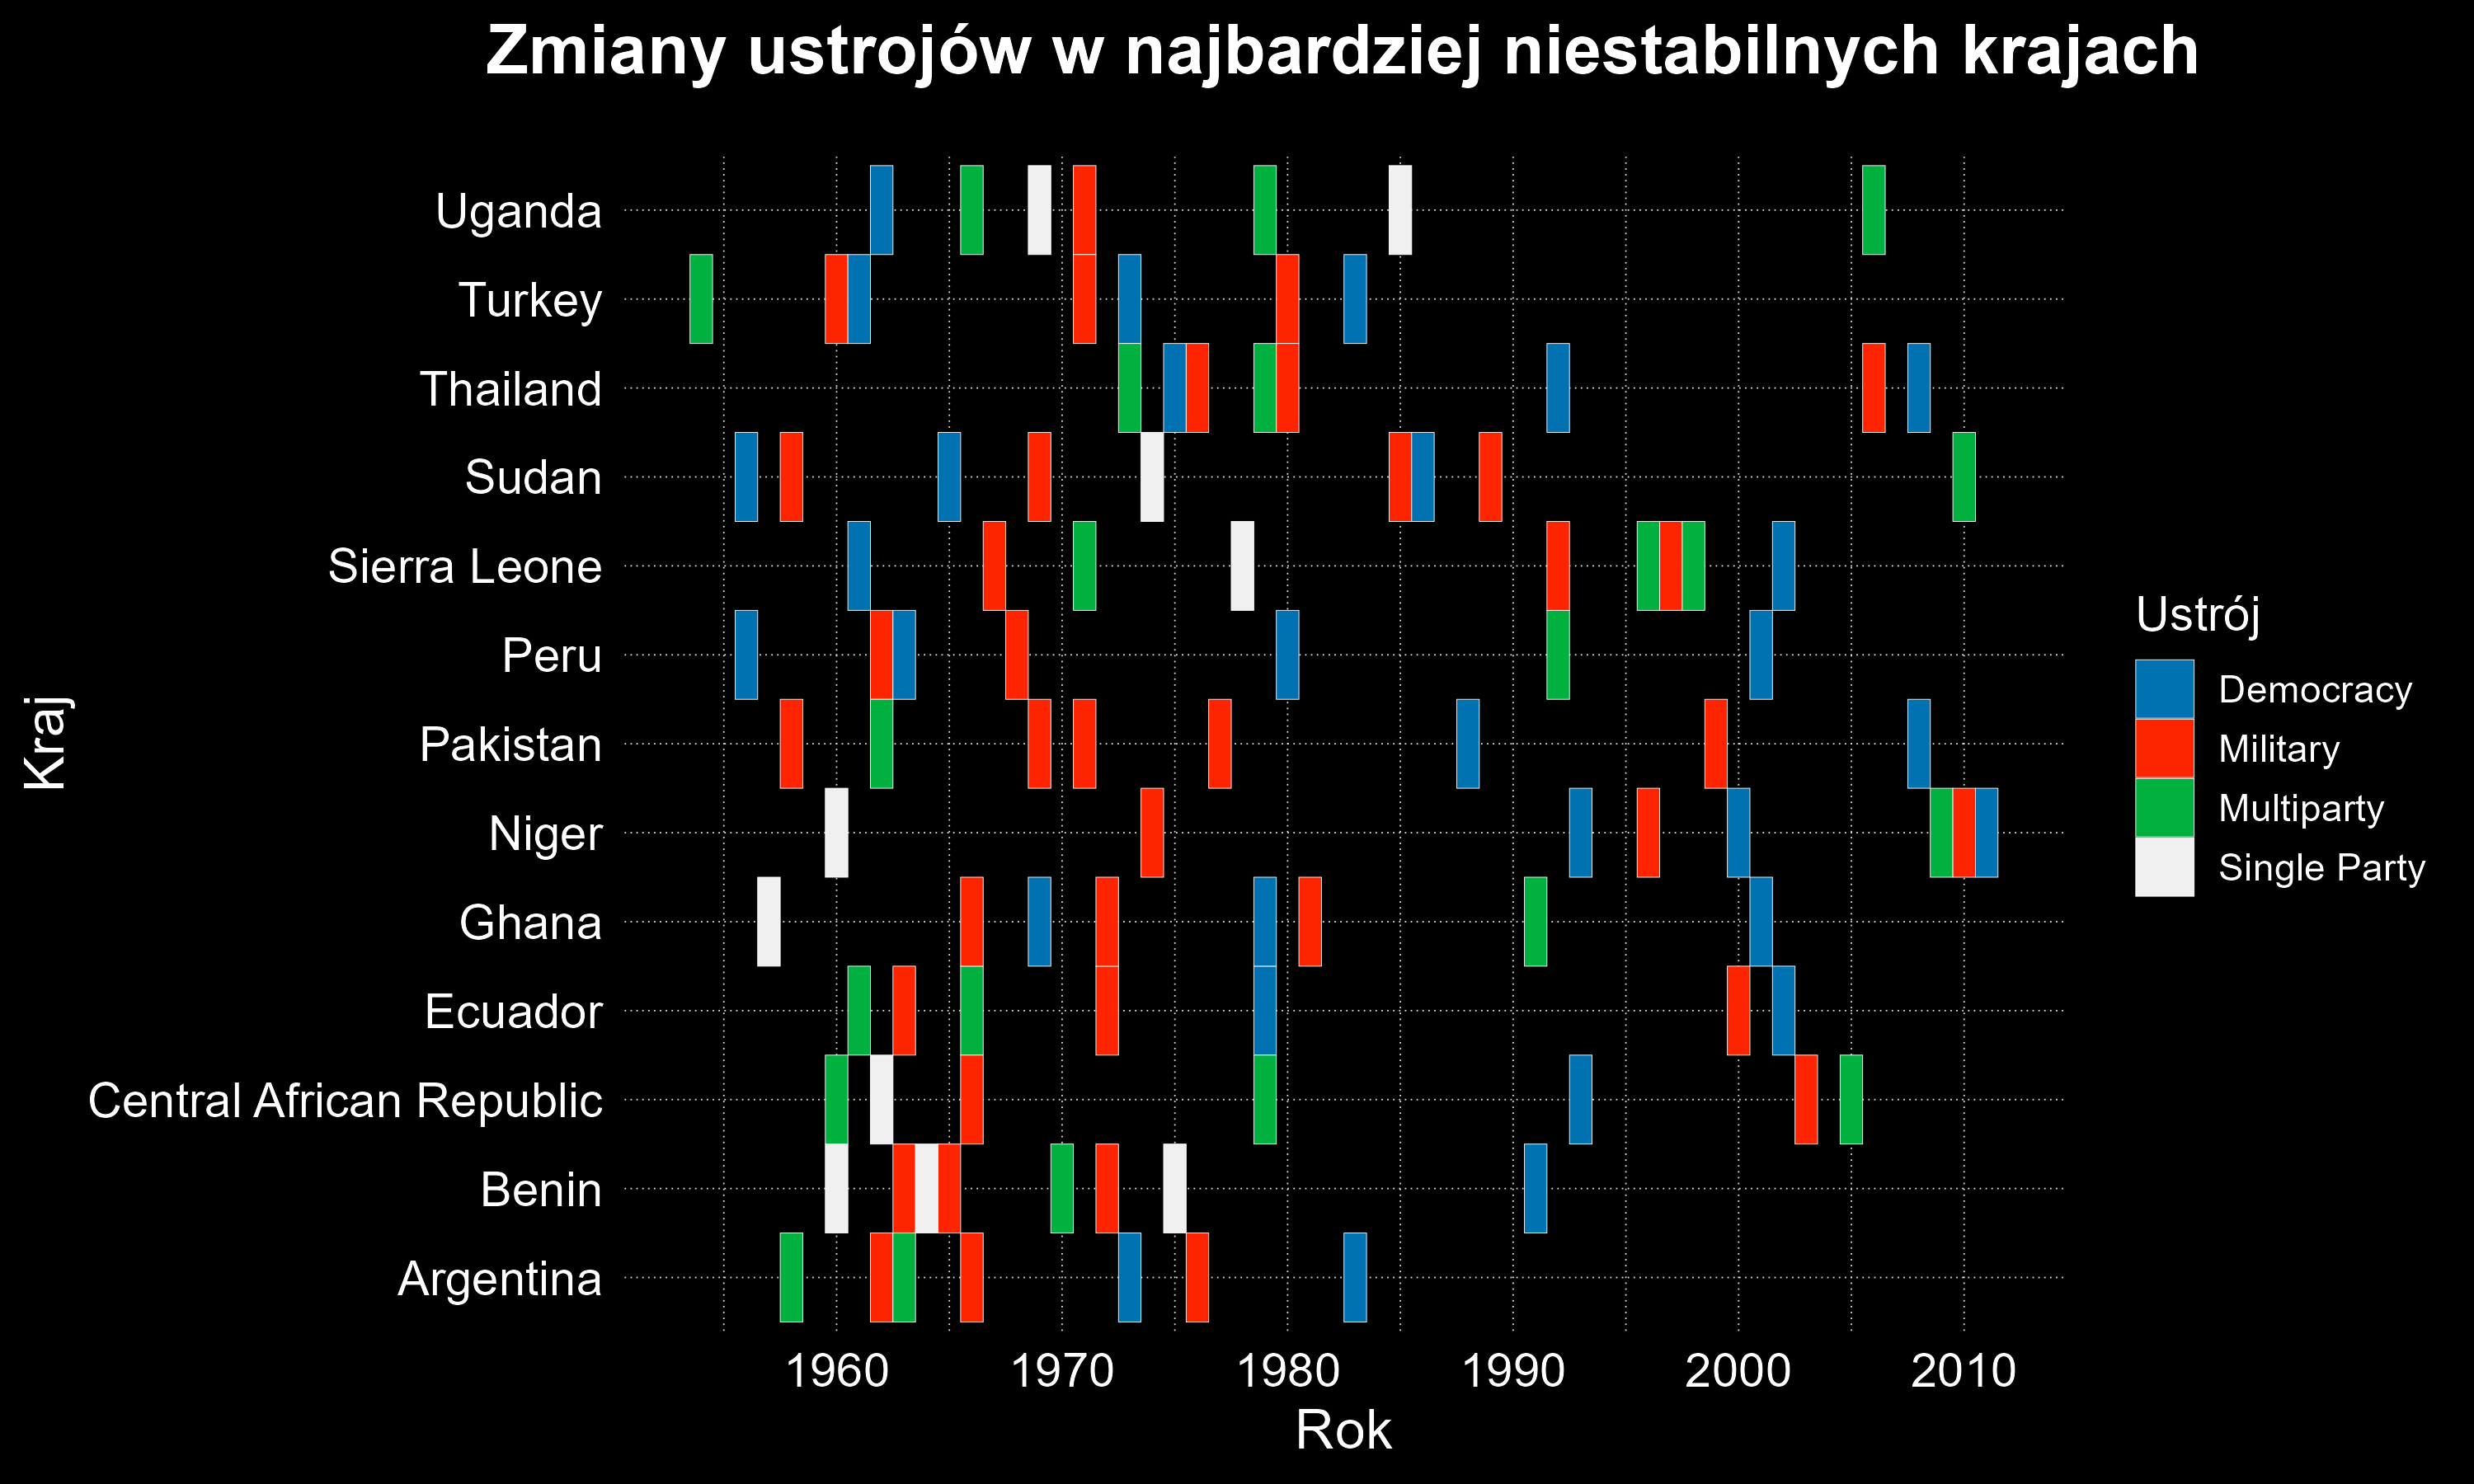 Zmiany ustrojów w najbardziej niestabilnych krajach
Kraj
Uganda
Turkey
Thailand
Sudan
Sierra Leone
Peru
Pakistan
Niger
Ghana
Ecuador
Central African Republic
Benin
Argentina
1960 1970 1980 1990 2000 2010
Rok
Ustrój
Democracy
Military
Multiparty
Single Party